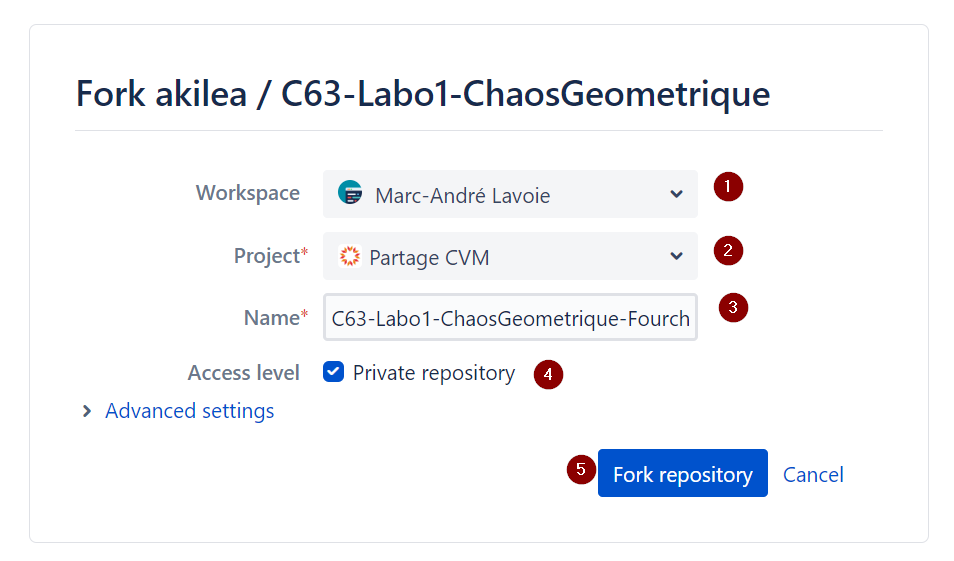 Fork akilea / C63-Labo1-ChaosGeometrique
Workspace Marc-André Lavoie 1
Project* Partage CVM 2
Name* C63-Labo1-ChaosGeometrique-Fourch 3
Access level Private repository 4
Advanced settings
5 Fork repository Cancel